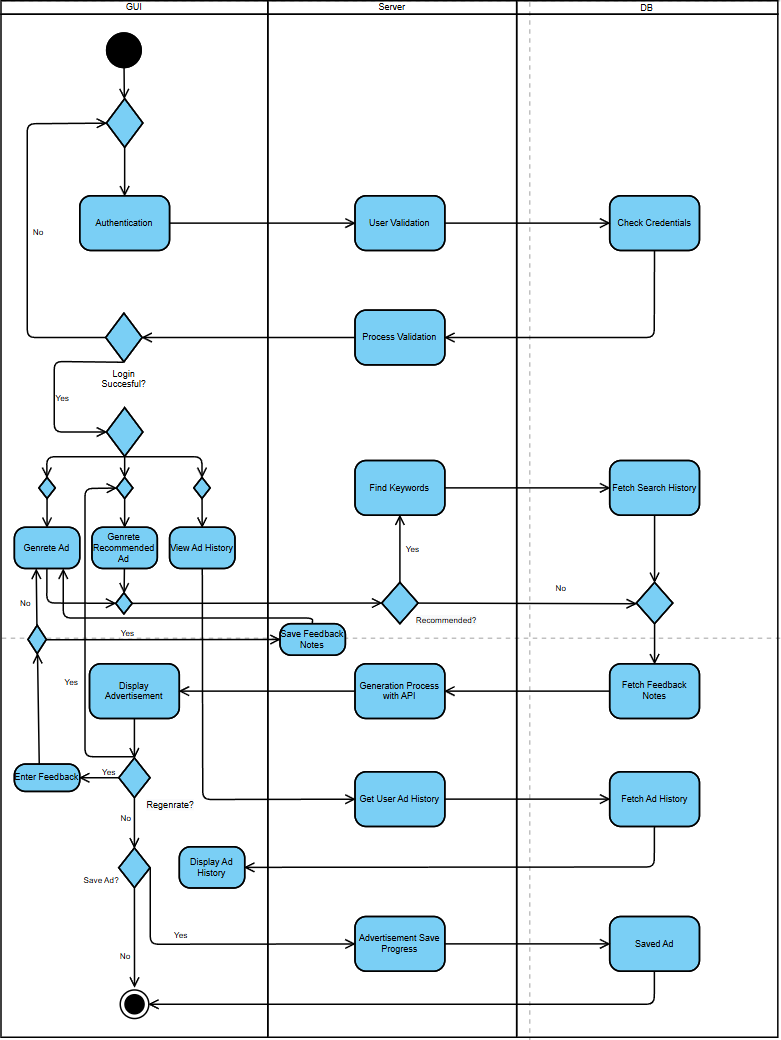 GUI
Server
DB
Authentication
User Validation
Check Credentials
No
Process Validation
Login
Succesful?
Yes
Find Keywords
Fetch Search History
Genrete Ad
Genrete
Recommended
Ad
View Ad History
Yes
No
No
Recommended?
Yes
Save Feedback
Notes
Yes
Display
Advertisement
Generation Process
with API
Fetch Feedback
Notes
Enter Feedback
Yes
Regenrate?
Get User Ad History
Fetch Ad History
No
Display Ad
History
Save Ad?
Yes
Advertisement Save
Progress
Saved Ad
No